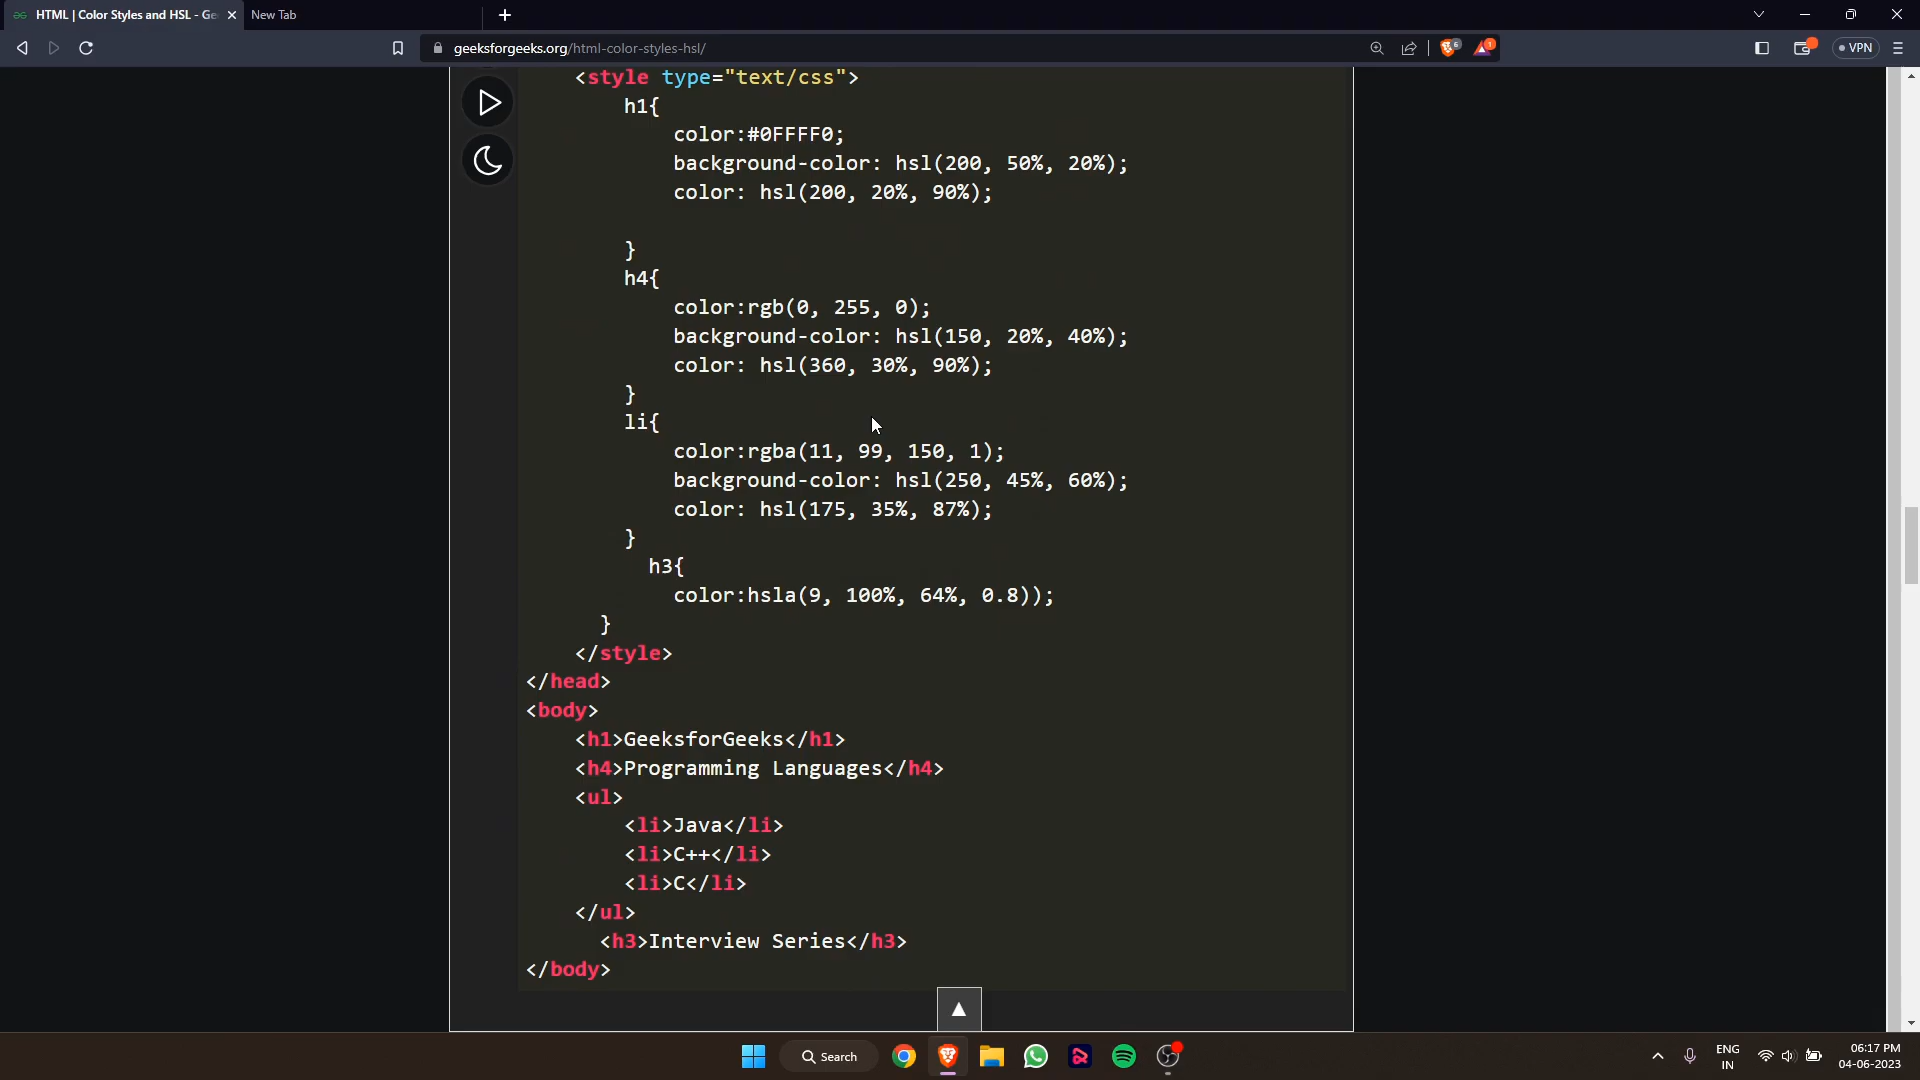 HTML | Color Styles and HSL - Ge
New Tab
geeksforgeeks.org/html-color-styles-hsl/
6
1
VPN
<style type="text/css">
h1{
color:#0FFFF0;
background-color: hsl(200, 50%, 20%);
color: hsl(200, 20%, 90%);
}
h4{
color:rgb(0, 255, 0);
background-color: hsl(150, 20%, 40%);
color: hsl(360, 30%, 90%);
}
li{
color:rgba(11, 99, 150, 1);
background-color: hsl(250, 45%, 60%);
color: hsl(175, 35%, 87%);
}
h3{
color:hsla(9, 100%, 64%, 0.8));
}
</style>
</head>
<body>
<h1>GeeksforGeeks</h1>
<h4>Programming Languages</h4>
<ul>
<li>Java</li>
<li>C++</li>
<li>C</li>
</ul>
<h3>Interview Series</h3>
</body>
Search
ENG
IN
06:17 PM
04-06-2023